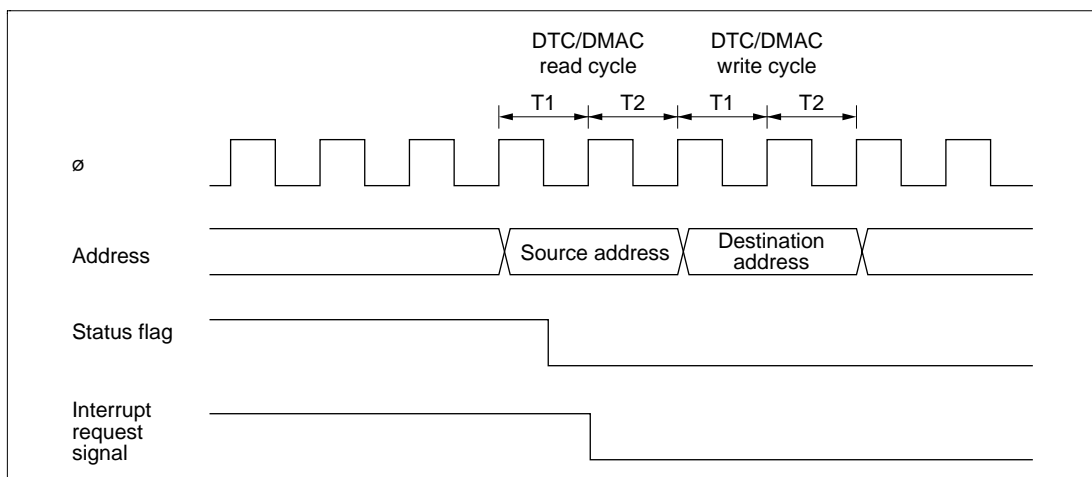 DTC/DMAC
read cycle
DTC/DMAC
write cycle
T1
T2
T1
T2
ø
Address
Source address
Destination
address
Status flag
Interrupt
request
signal